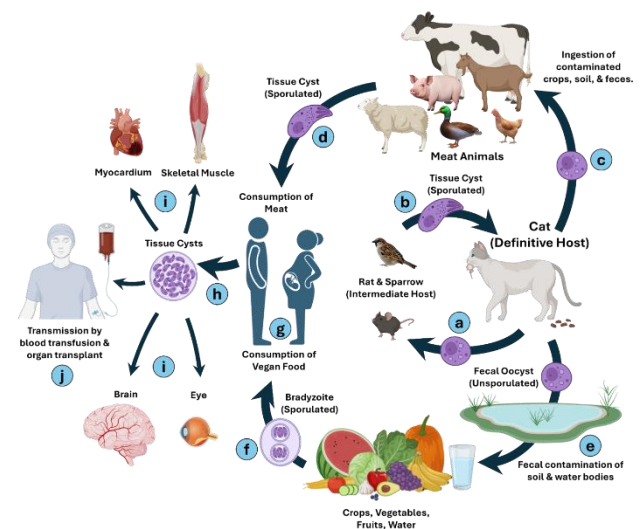 Ingestion of
contaminated
crops, soil, & feces.
Tissue Cyst
(Sporulated)
d
Meat Animals
c
Myocardium
Skeletal Muscle
i
Consumption of
Meat
b
Tissue Cyst
(Sporulated)
Cat
(Definitive Host)
Tissue Cysts
h
Rat & Sparrow
(Intermediate Host)
a
g
Transmission by
blood transfusion &
organ transplant
j
i
Consumption of
Vegan Food
Fecal Oocyst
(Unsporulated)
Brain
Eye
Bradyzoite
(Sporulated)
f
e
Fecal contamination of
soil & water bodies
Crops, Vegetables,
Fruits, Water